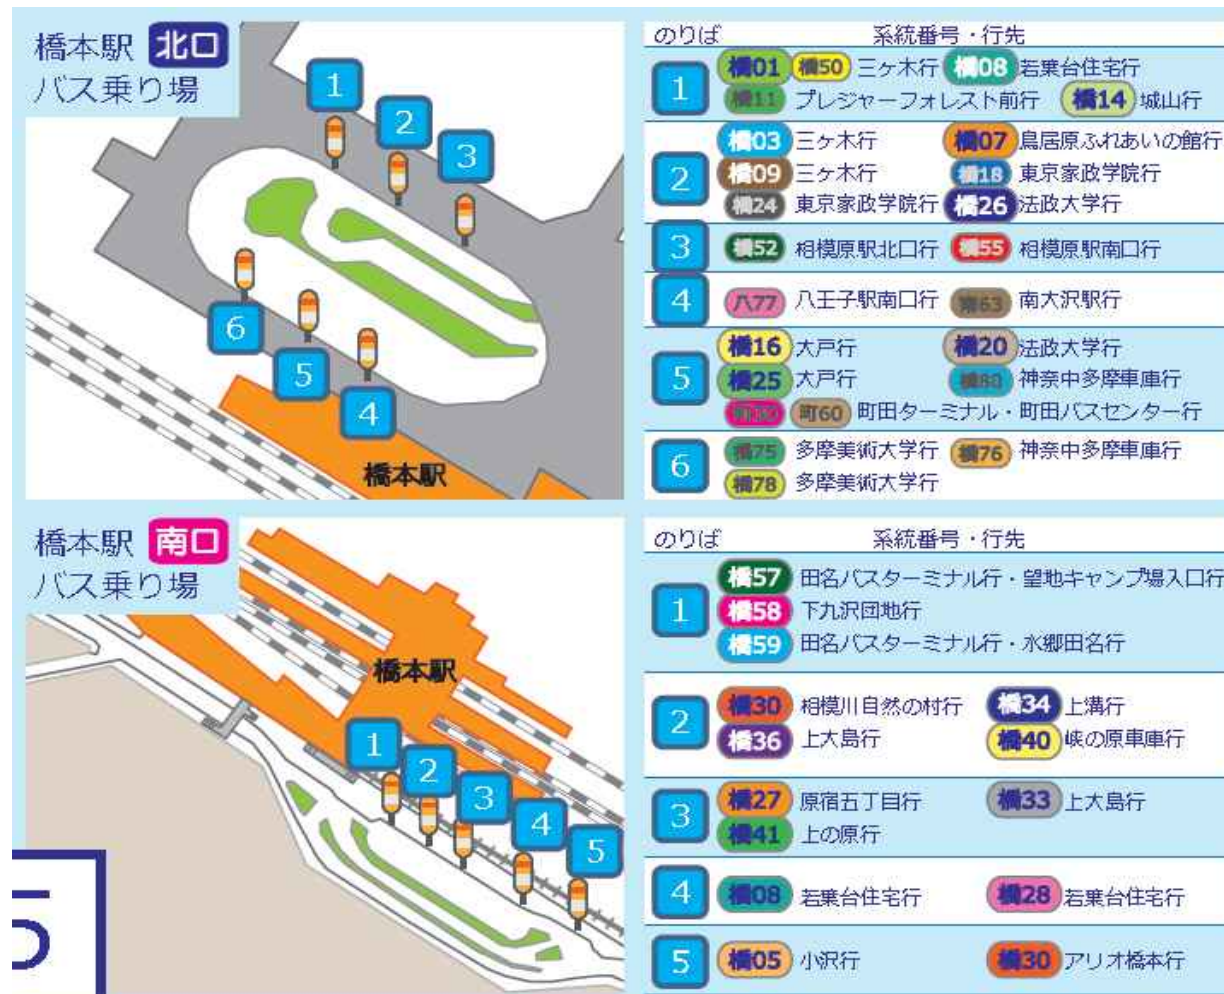 橋本駅 北口
バス乗り場
1
2
3
6
5
4
橋本駅
のりば 系統番号・行先
1
橋01 橋50 三ヶ木行 橋08 若葉台住宅行
橋11 プレジャーフォレスト前行 橋14 城山行
2
橋03 三ケ木行 橋07 鳥居原ふれあいの館行
橋09 三ケ木行 橋18 東京家政学院行
橋24 東京家政学院行 橋26 法政大学行
3
橋52 相模原駅北口行 橋55 相模原駅南口行
4
八77 八王子駅南口行 南63 南大沢駅行
5
橋16 大戸行 橋20 法政大学行
橋25 大戸行 橋80 神奈中多摩車庫行
町60 町田ターミナル・町田バスセンター行
6
橋75 多摩美術大学行 橋76 神奈中多摩車庫行
橋78 多摩美術大学行
橋本駅 南口
バス乗り場
橋本駅
1
2
3
4
5
5
のりば 系統番号・行先
1
橋57 田名バスターミナル行・望地キャンプ場入口行
橋58 下九沢団地行
橋59 田名バスターミナル行・水郷田名行
2
橋30 相模川自然の村行 橋34 上溝行
橋36 上大島行 橋40 峡の原車庫行
3
橋27 原宿五丁目行 橋33 上大島行
橋41 上の原行
4
橋08 若葉台住宅行 橋28 若葉台住宅行
5
橋05 小沢行 橋30 アリオ橋本行